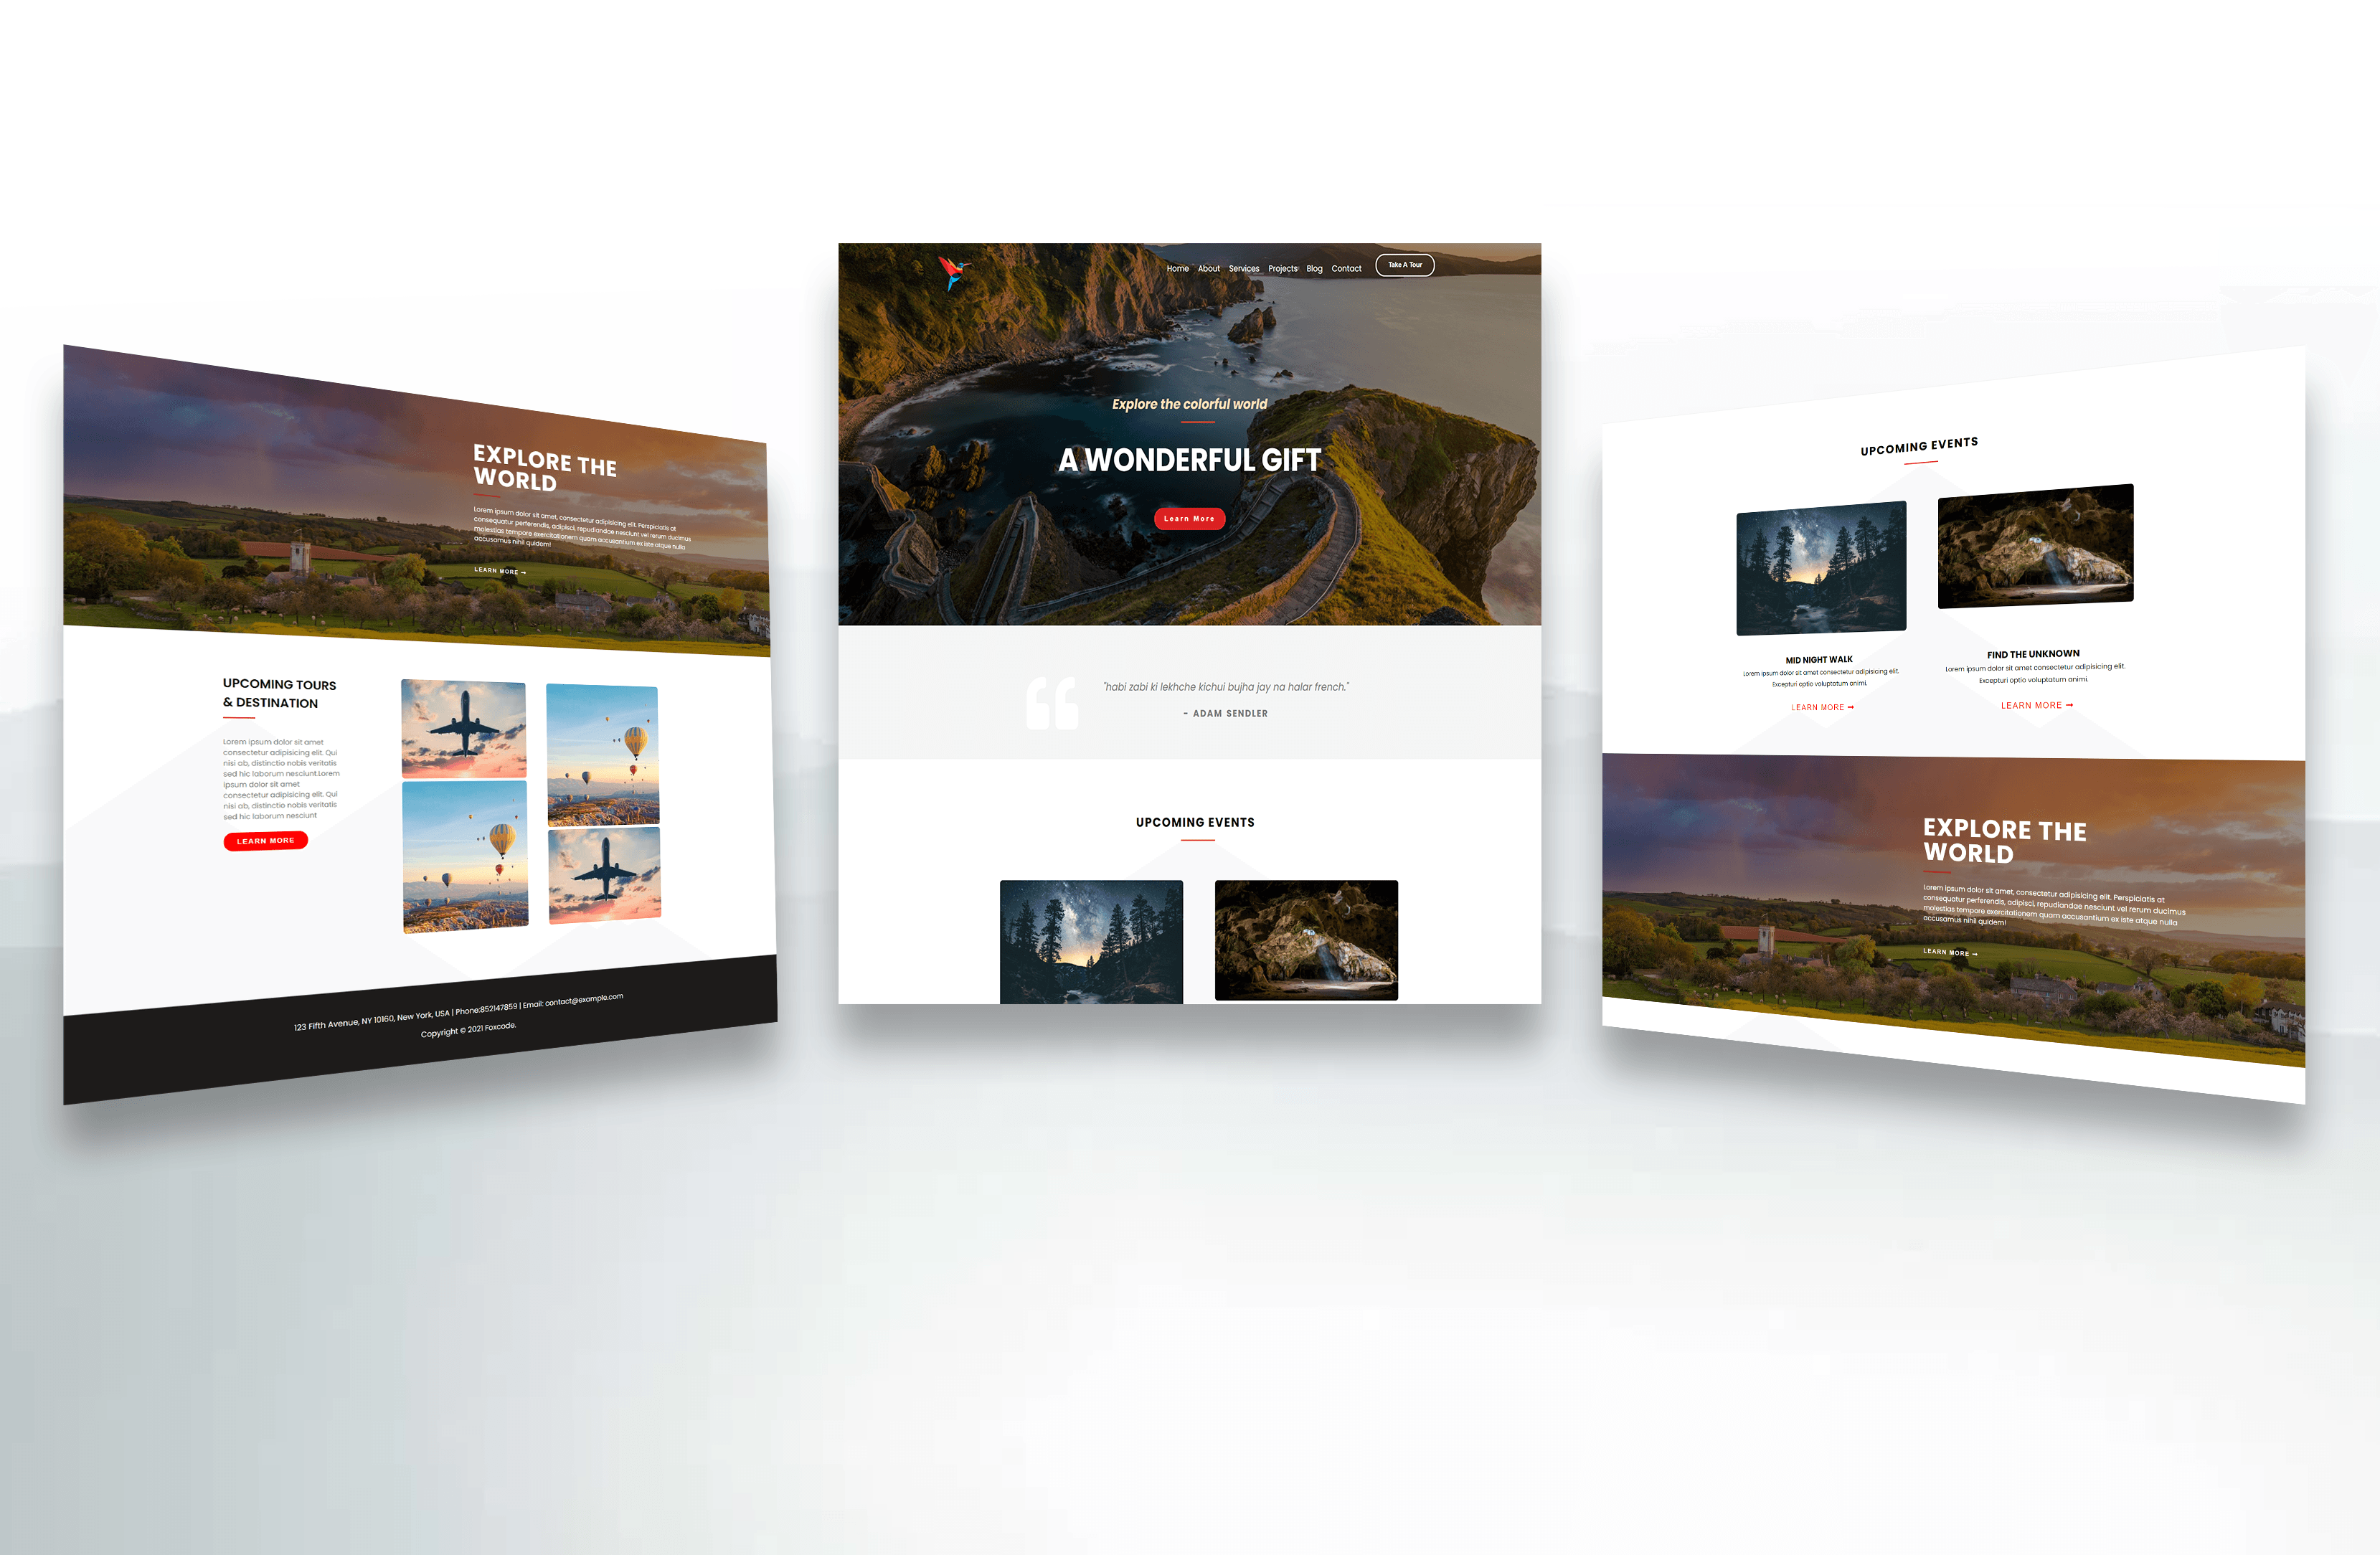 EXPLORE THE
WORLD
Lorem ipsum dolor sit amet, consectetur adipisicing elit. Perspiciatis at
consequatur perferendis, adipisci, repudiandae nesciunt vel rerum ducimus
molestias tempore exercitationem quam accusantium ex iste atque nulla
accusamus nihil quidem!
LEARN MORE ➞
UPCOMING TOURS
& DESTINATION
Lorem ipsum dolor sit amet
consectetur adipisicing elit. Qui
nisi ab, distinctio nobis veritatis
sed hic laborum nesciunt.Lorem
ipsum dolor sit amet
consectetur adipisicing elit. Qui
nisi ab, distinctio nobis veritatis
sed hic laborum nesciunt
LEARN MORE
123 Fifth Avenue, NY 10160, New York, USA | Phone:852147859 | Email: contact@example.com
Copyright © 2021 Foxcode.
Home About Services Projects Blog Contact Take A Tour
Explore the colorful world
A WONDERFUL GIFT
Learn More
"habi zabi ki lekhche kichui bujha jay na halar french."
- ADAM SENDLER
UPCOMING EVENTS
UPCOMING EVENTS
MID NIGHT WALK
Lorem ipsum dolor sit amet consectetur adipisicing elit.
Excepturi optio voluptatum animi.
LEARN MORE ➞
FIND THE UNKNOWN
Lorem ipsum dolor sit amet consectetur adipisicing elit.
Excepturi optio voluptatum animi.
LEARN MORE ➞
EXPLORE THE
WORLD
Lorem ipsum dolor sit amet, consectetur adipisicing elit. Perspiciatis at
consequatur perferendis, adipisci, repudiandae nesciunt vel rerum ducimus
molestias tempore exercitationem quam accusantium ex iste atque nulla
accusamus nihil quidem!
LEARN MORE ➞